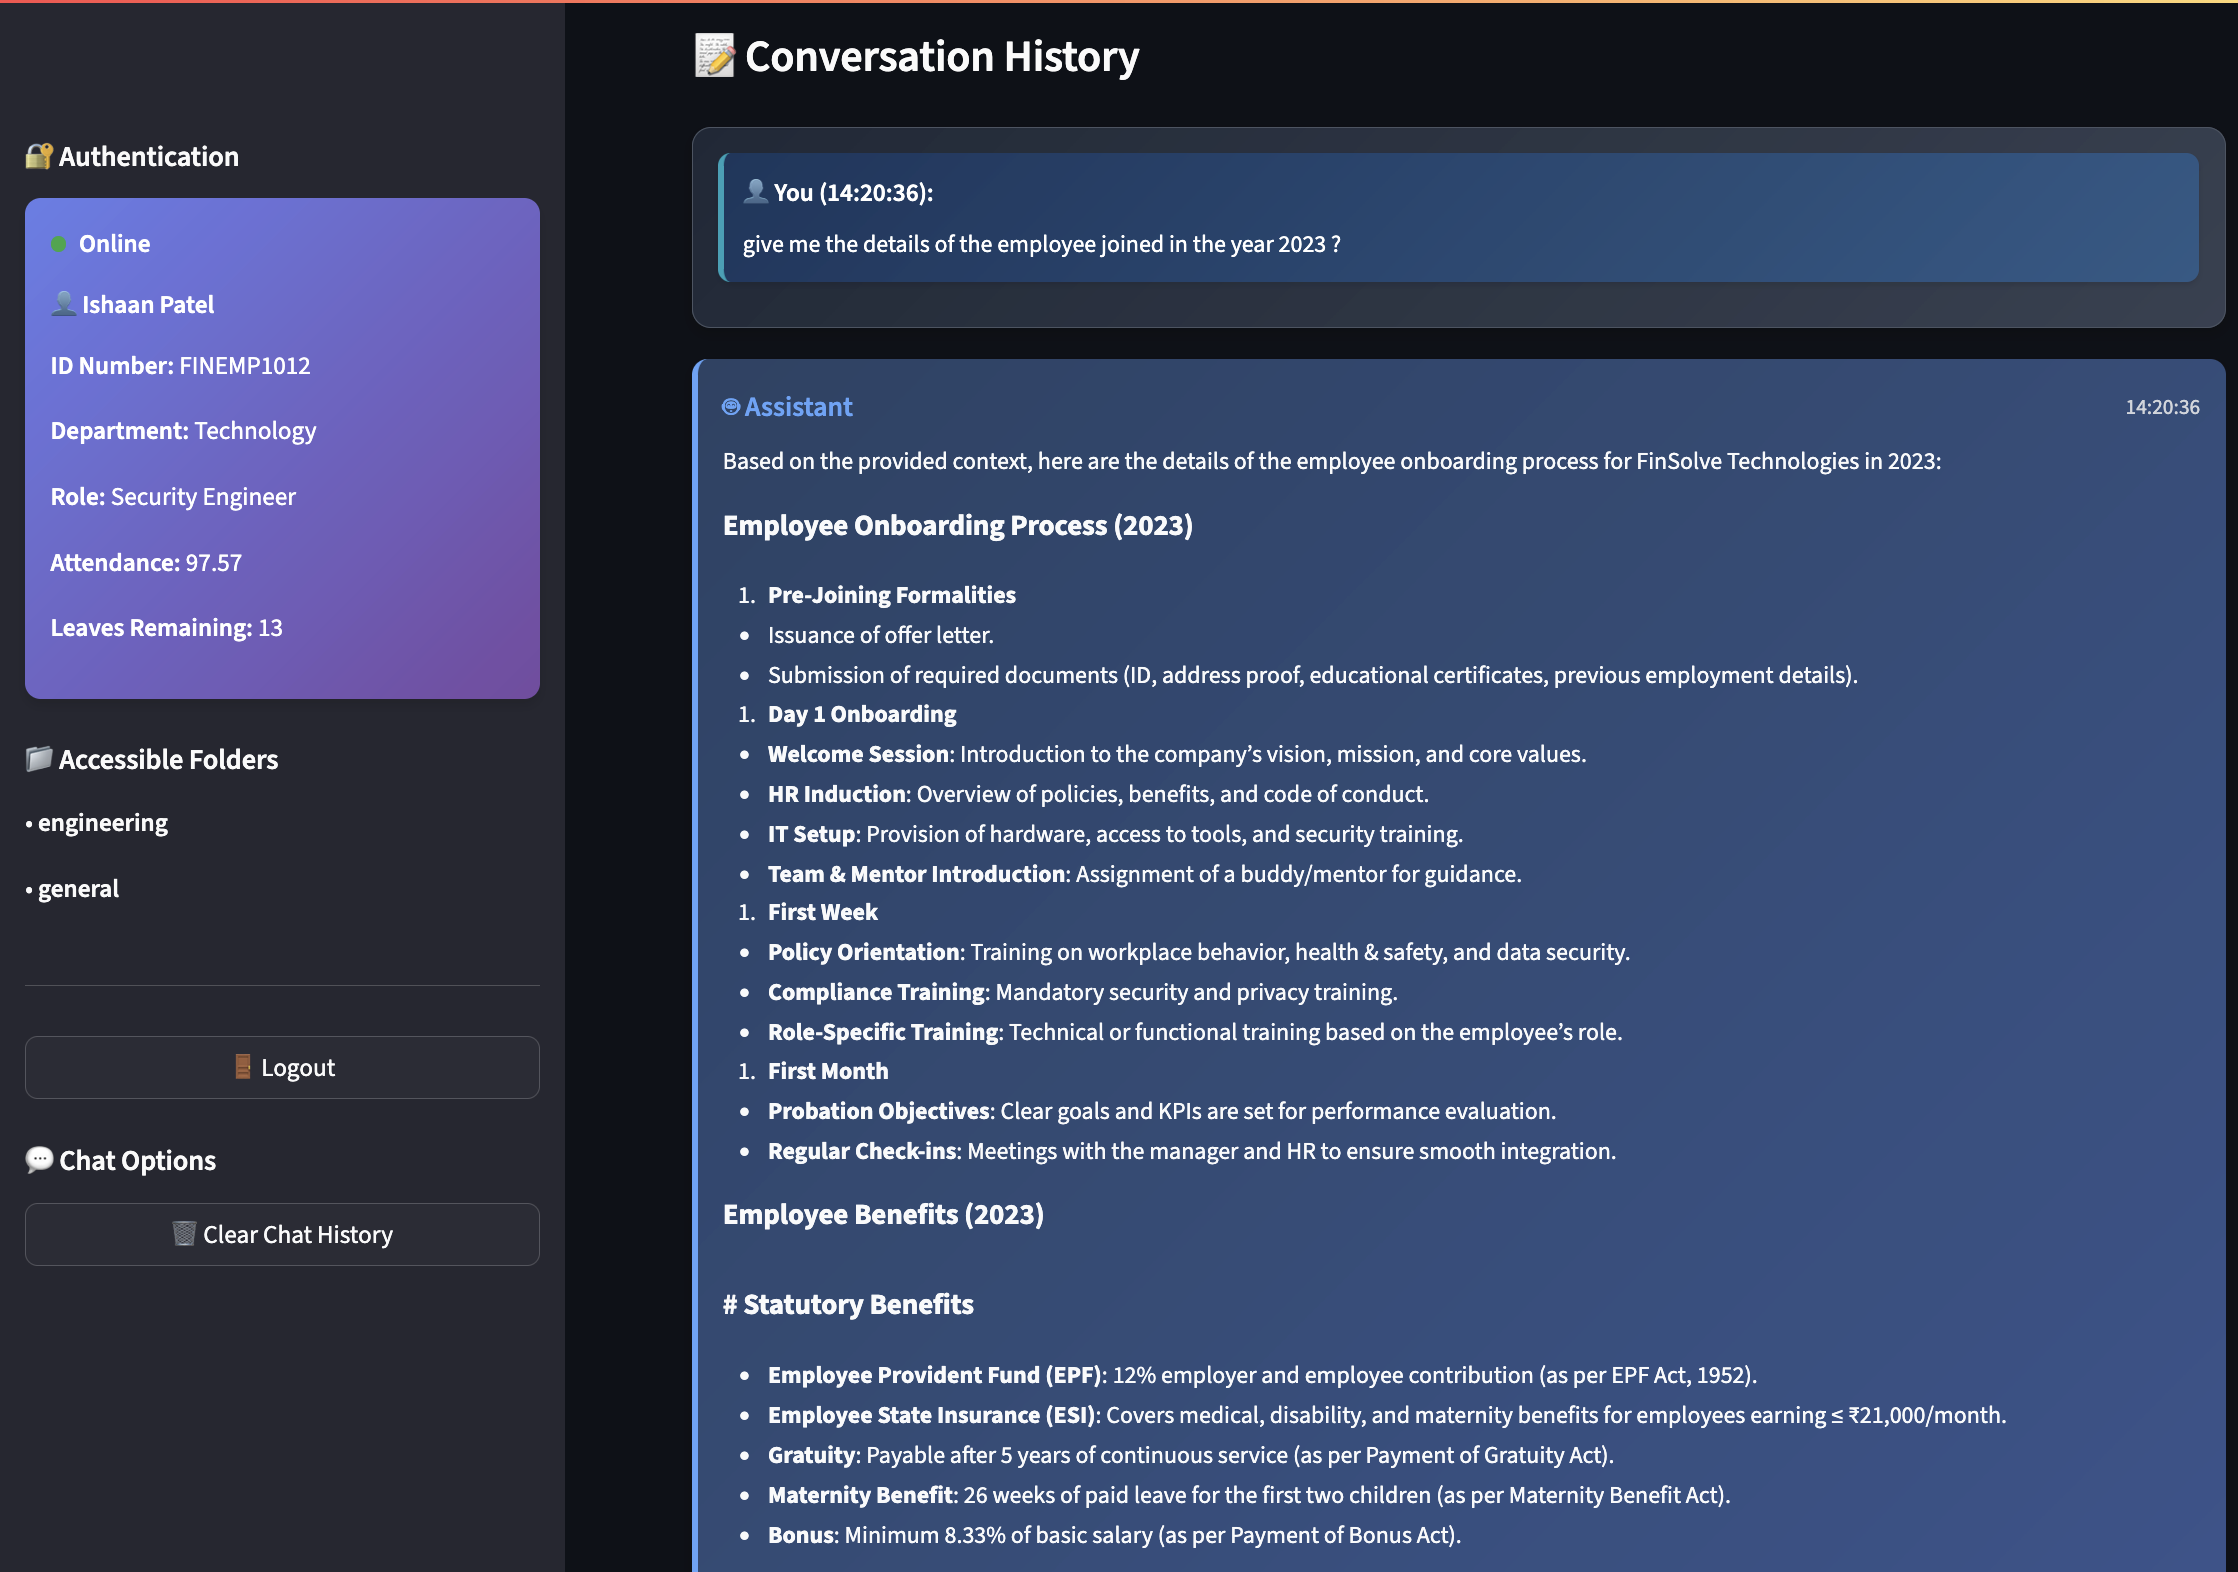 Authentication
Online
Ishaan Patel
ID Number: FINEMP1012
Department: Technology
Role: Security Engineer
Attendance: 97.57
Leaves Remaining: 13
Accessible Folders
• engineering
• general
Logout
Chat Options
Clear Chat History
Conversation History
You (14:20:36):
give me the details of the employee joined in the year 2023 ?
Assistant
14:20:36
Based on the provided context, here are the details of the employee onboarding process for FinSolve Technologies in 2023:
Employee Onboarding Process (2023)
1. Pre-Joining Formalities
• Issuance of offer letter.
• Submission of required documents (ID, address proof, educational certificates, previous employment details).
1. Day 1 Onboarding
• Welcome Session: Introduction to the company’s vision, mission, and core values.
• HR Induction: Overview of policies, benefits, and code of conduct.
• IT Setup: Provision of hardware, access to tools, and security training.
• Team & Mentor Introduction: Assignment of a buddy/mentor for guidance.
1. First Week
• Policy Orientation: Training on workplace behavior, health & safety, and data security.
• Compliance Training: Mandatory security and privacy training.
• Role-Specific Training: Technical or functional training based on the employee’s role.
1. First Month
• Probation Objectives: Clear goals and KPIs are set for performance evaluation.
• Regular Check-ins: Meetings with the manager and HR to ensure smooth integration.
Employee Benefits (2023)
# Statutory Benefits
• Employee Provident Fund (EPF): 12% employer and employee contribution (as per EPF Act, 1952).
• Employee State Insurance (ESI): Covers medical, disability, and maternity benefits for employees earning ≤ ₹21,000/month.
• Gratuity: Payable after 5 years of continuous service (as per Payment of Gratuity Act).
• Maternity Benefit: 26 weeks of paid leave for the first two children (as per Maternity Benefit Act).
• Bonus: Minimum 8.33% of basic salary (as per Payment of Bonus Act).